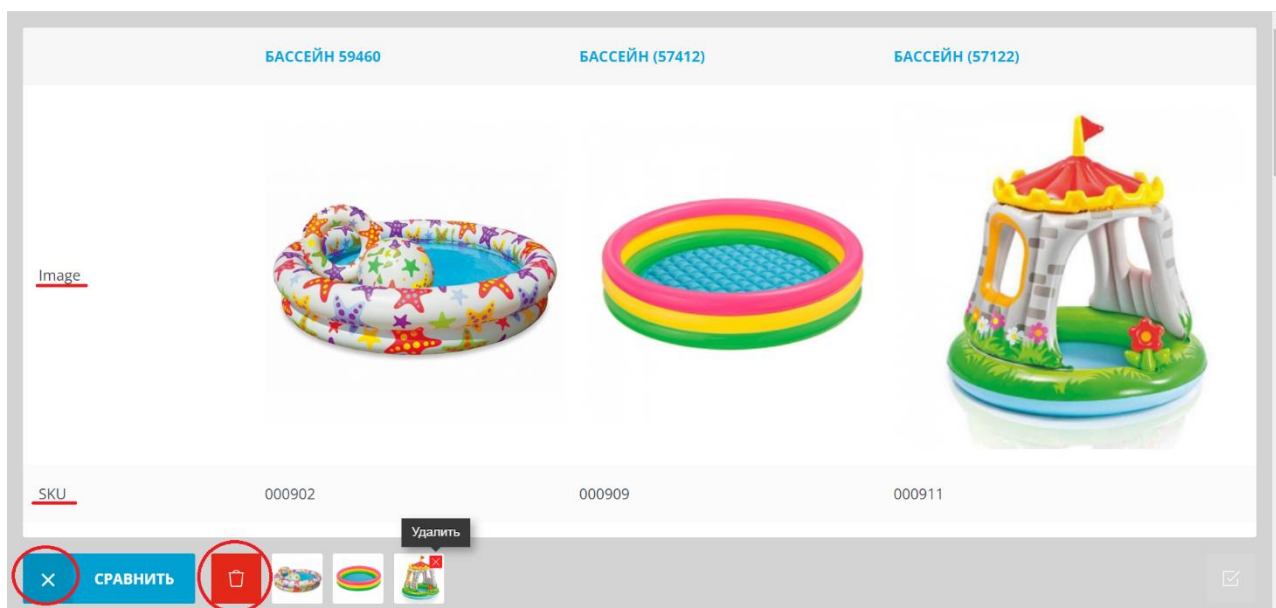 БАССЕЙН 59460 БАССЕЙН (57412) БАССЕЙН (57122)
Image
SKU 000902 000909 000911
Удалить
СРАВНИТЬ